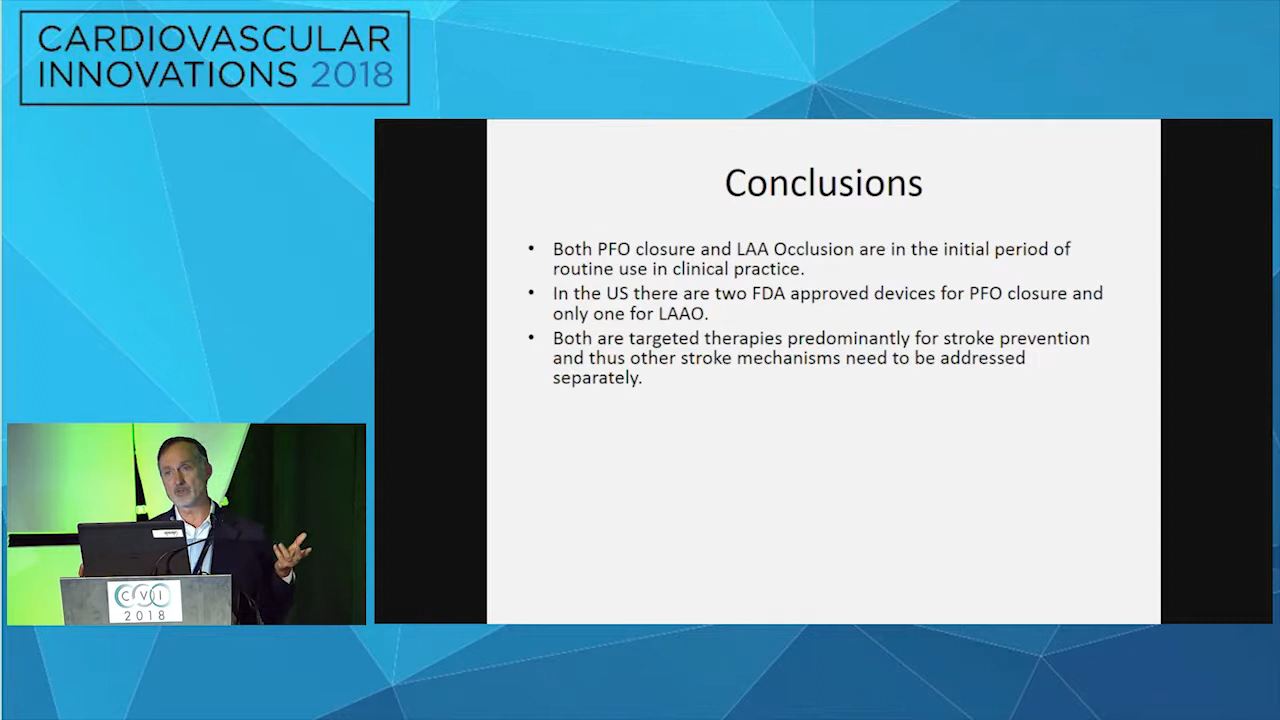 CARDIOVASCULAR
INNOVATIONS 2018
Conclusions
• Both PFO closure and LAA Occlusion are in the initial period of
routine use in clinical practice.
• In the US there are two FDA approved devices for PFO closure and
only one for LAAO.
• Both are targeted therapies predominantly for stroke prevention
and thus other stroke mechanisms need to be addressed
separately.
CVI
2018